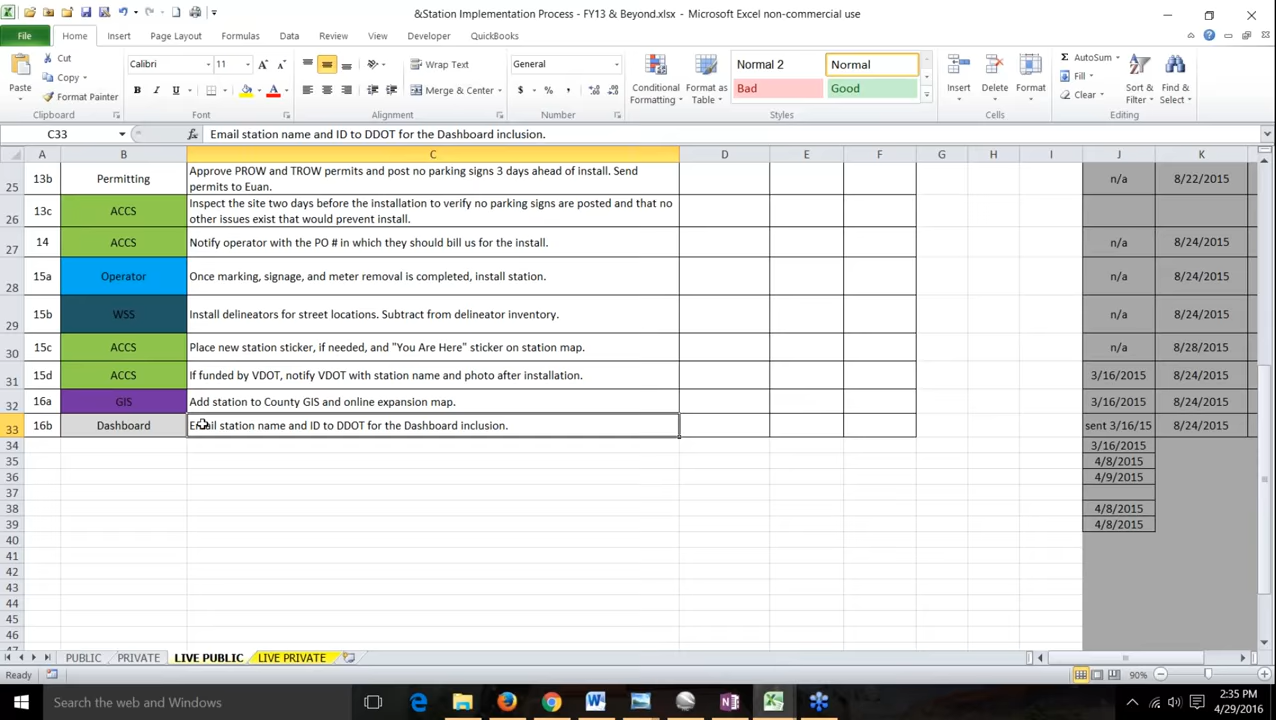 &Station Implementation Process - FY13 & Beyond.xlsx - Microsoft Excel non-commercial use
File Home Insert Page Layout Formulas Data Review View Developer QuickBooks
Paste
Cut
Copy
Format Painter
Clipboard
Calibri 11
B I U
Font
Wrap Text
Merge & Center
Alignment
General
$ % ,
Number
Conditional Formatting
Format as Table
Normal 2 Normal
Bad Good
Styles
Insert Delete Format
Cells
AutoSum
Fill
Clear
Sort & Filter
Find & Select
Editing
C33 fx Email station name and ID to DDOT for the Dashboard inclusion.
A B C D E F G H I J K
25 13b Permitting Approve PROW and TROW permits and post no parking signs 3 days ahead of install. Send n/a 8/22/2015
permits to Euan.
26 13c ACCS Inspect the site two days before the installation to verify no parking signs are posted and that no
other issues exist that would prevent install.
27 14 ACCS Notify operator with the PO # in which they should bill us for the install. n/a 8/24/2015
28 15a Operator Once marking, signage, and meter removal is completed, install station. n/a 8/24/2015
29 15b WSS Install delineators for street locations. Subtract from delineator inventory. n/a 8/24/2015
30 15c ACCS Place new station sticker, if needed, and "You Are Here" sticker on station map. n/a 8/28/2015
31 15d ACCS If funded by VDOT, notify VDOT with station name and photo after installation. 3/16/2015 8/24/2015
32 16a GIS Add station to County GIS and online expansion map. 3/16/2015 8/24/2015
33 16b Dashboard Email station name and ID to DDOT for the Dashboard inclusion. sent 3/16/15 8/24/2015
34 3/16/2015
35 4/8/2015
36 4/9/2015
37
38 4/8/2015
39 4/8/2015
40
41
42
43
44
45
46
47
PUBLIC PRIVATE LIVE PUBLIC LIVE PRIVATE
Ready 90%
Search the web and Windows
2:35 PM
4/29/2016